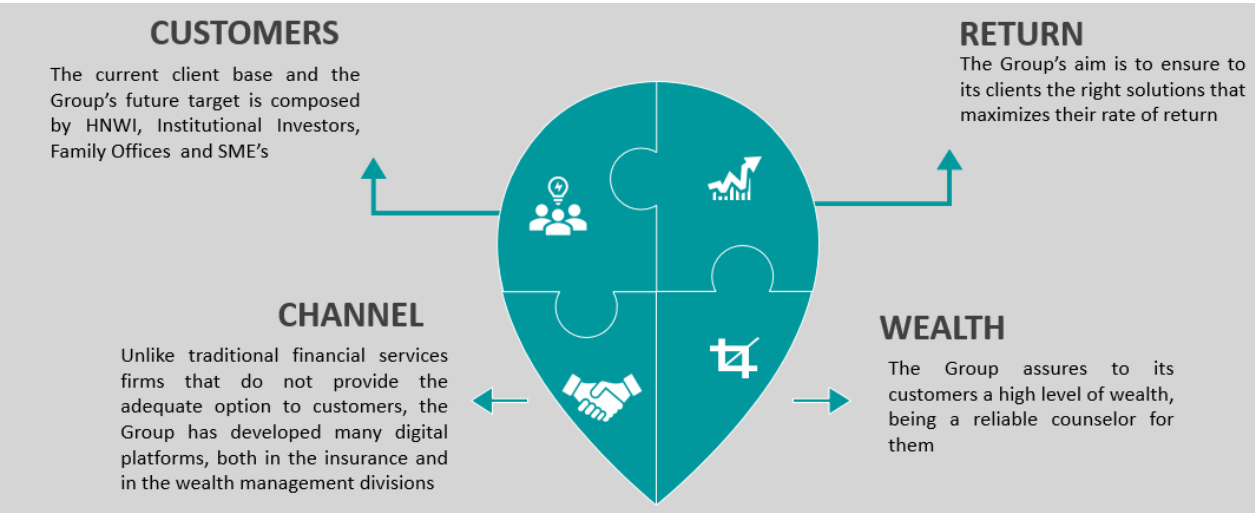 CUSTOMERS
The current client base and the
Group's future target is composed
by HNWI, Institutional Investors,
Family Offices and SME's
RETURN
The Group's aim is to ensure to
its clients the right solutions that
maximizes their rate of return
CHANNEL
Unlike traditional financial services
firms that do not provide the
adequate option to customers, the
Group has developed many digital
platforms, both in the insurance and
in the wealth management divisions
WEALTH
The Group assures to its
customers a high level of wealth,
being a reliable counselor for
them